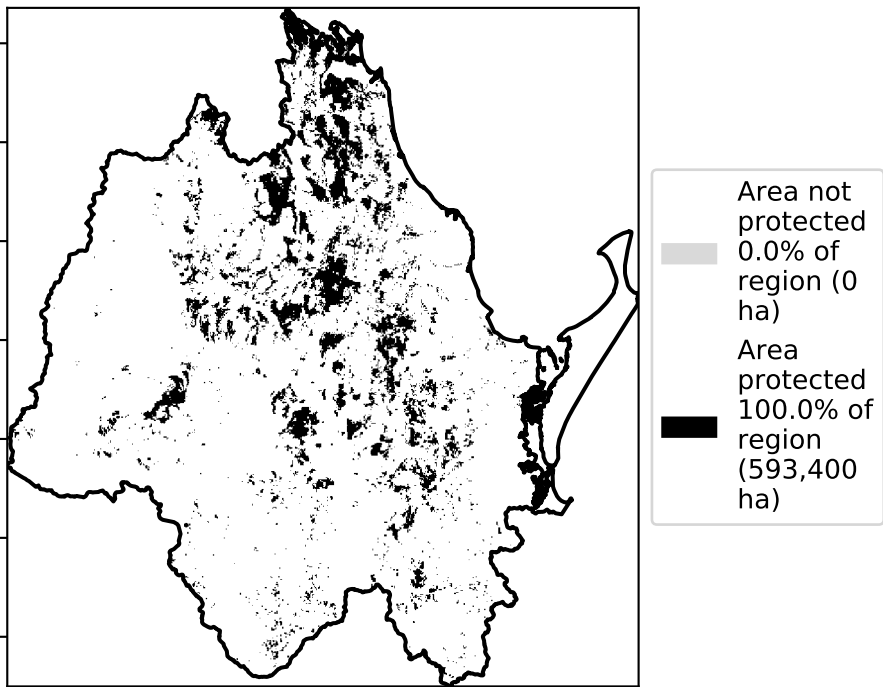 Area not
protected
0.0% of
region (0
ha)
Area
protected
100.0% of
region
(593,400
ha)